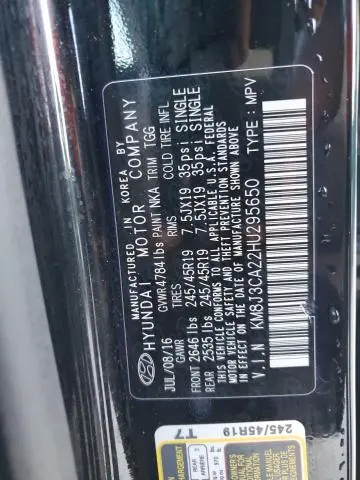 MANUFACTURED IN KOREA BY
HYUNDAI MOTOR COMPANY
JUL/08/16 GVWR 4784 lbs PAINT NKA TRIM TGG
GAWR TIRES RIMS COLD TIRE INFL.
FRONT 2646 lbs 245/45R19 7.5JX19 35psi SINGLE
REAR 2535 lbs 245/45R19 7.5JX19 35psi SINGLE
THIS VEHICLE CONFORMS TO ALL APPLICABLE U.S.A. FEDERAL
MOTOR VEHICLE SAFETY AND THEFT PREVENTION STANDARDS
IN EFFECT ON THE DATE OF MANUFACTURE SHOWN ABOVE
V.I.N KM8J3CA22HU295650 TYPE : MPV
T7
245/45R19
REAR
ARRIERE